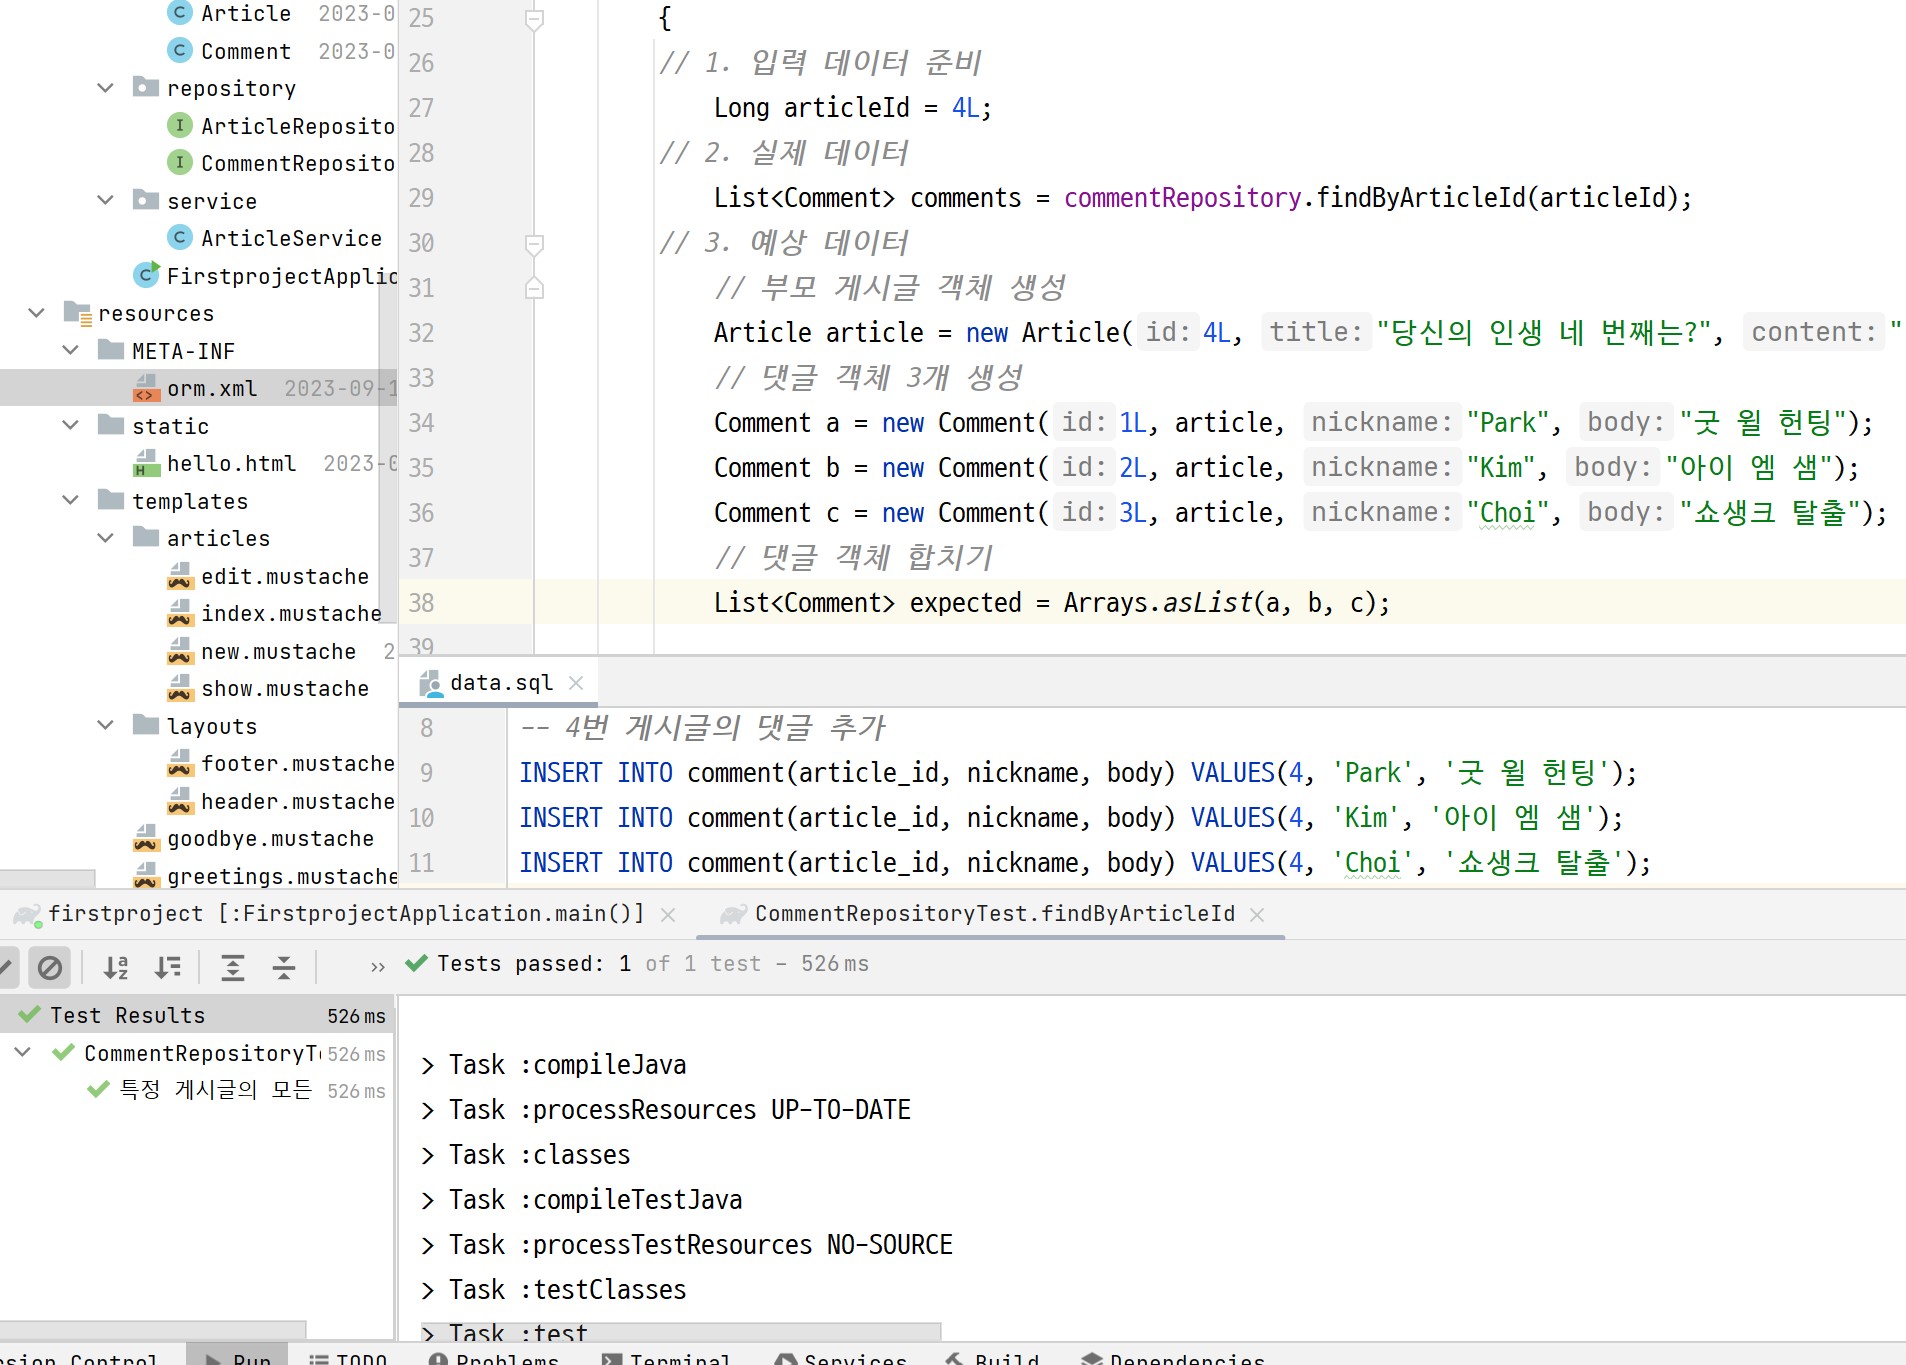 Article 2023-0
Comment 2023-0
repository
ArticleReposito
CommentReposito
service
ArticleService
FirstprojectApplic
resources
META-INF
orm.xml 2023-09-1
static
hello.html 2023-0
templates
articles
edit.mustache
index.mustache
new.mustache 2
show.mustache
layouts
footer.mustache
header.mustache
goodbye.mustache
greetings.mustache
25 {
26 // 1. 입력 데이터 준비
27 Long articleId = 4L;
28 // 2. 실제 데이터
29 List<Comment> comments = commentRepository.findByArticleId(articleId);
30 // 3. 예상 데이터
31 // 부모 게시글 객체 생성
32 Article article = new Article( id: 4L, title: "당신의 인생 네 번째는?", content: "
33 // 댓글 객체 3개 생성
34 Comment a = new Comment( id: 1L, article, nickname: "Park", body: "굿 윌 헌팅");
35 Comment b = new Comment( id: 2L, article, nickname: "Kim", body: "아이 엠 샘");
36 Comment c = new Comment( id: 3L, article, nickname: "Choi", body: "쇼생크 탈출");
37 // 댓글 객체 합치기
38 List<Comment> expected = Arrays.asList(a, b, c);
39
data.sql
8 -- 4번 게시글의 댓글 추가
9 INSERT INTO comment(article_id, nickname, body) VALUES(4, 'Park', '굿 윌 헌팅');
10 INSERT INTO comment(article_id, nickname, body) VALUES(4, 'Kim', '아이 엠 샘');
11 INSERT INTO comment(article_id, nickname, body) VALUES(4, 'Choi', '쇼생크 탈출');
firstproject [:FirstprojectApplication.main()] CommentRepositoryTest.findByArticleId
Tests passed: 1 of 1 test – 526 ms
Test Results 526 ms
CommentRepositoryT 526 ms
특정 게시글의 모든 526 ms
> Task :compileJava
> Task :processResources UP-TO-DATE
> Task :classes
> Task :compileTestJava
> Task :processTestResources NO-SOURCE
> Task :testClasses
> Task :test
rsion Control Run TODO Problems Terminal Services Build Dependencies